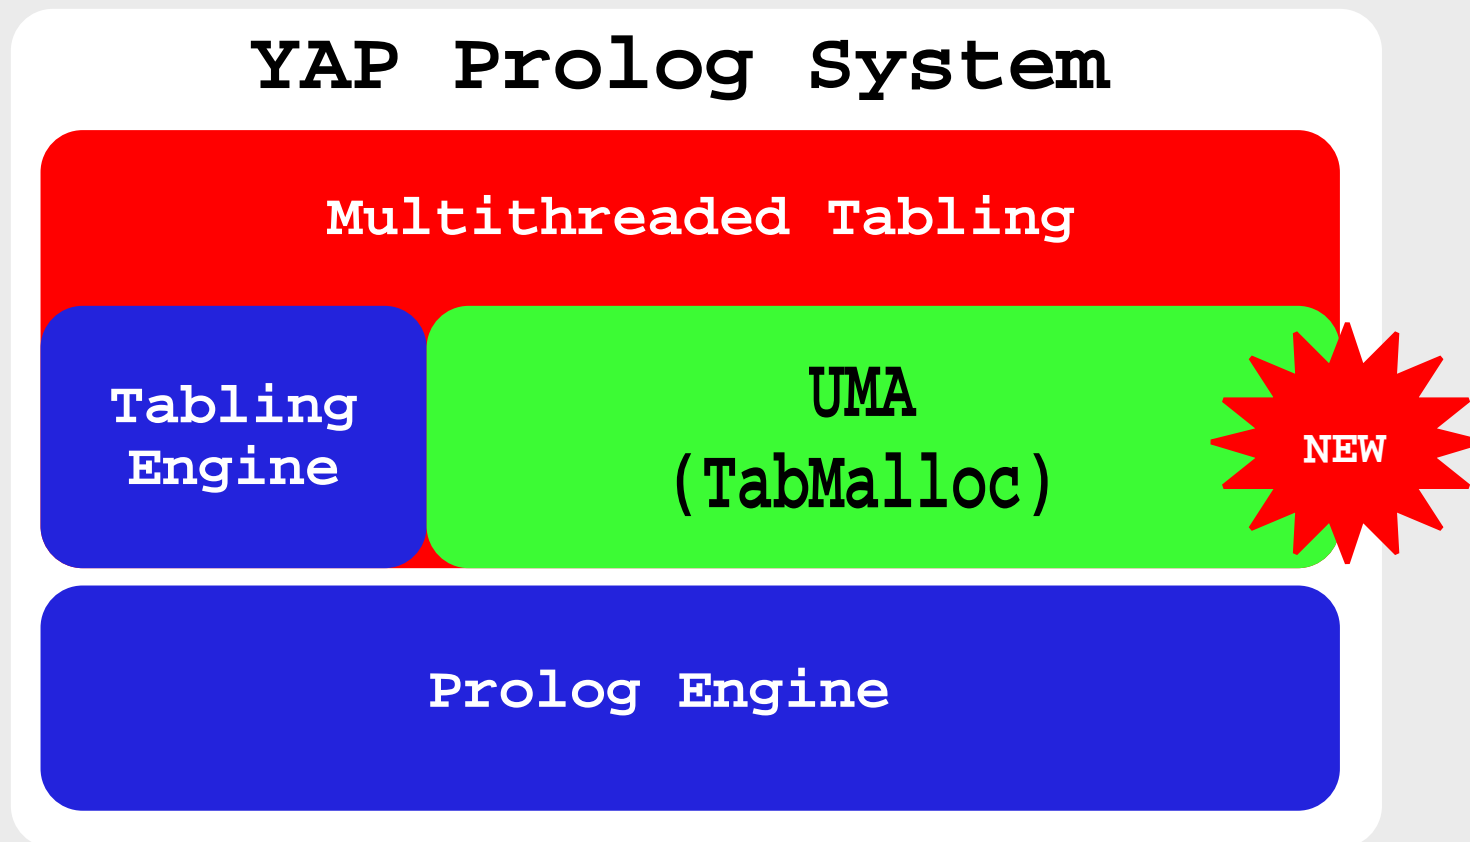 YAP Prolog System
Multithreaded Tabling
Tabling
Engine
UMA
(TabMalloc)
NEW
Prolog Engine